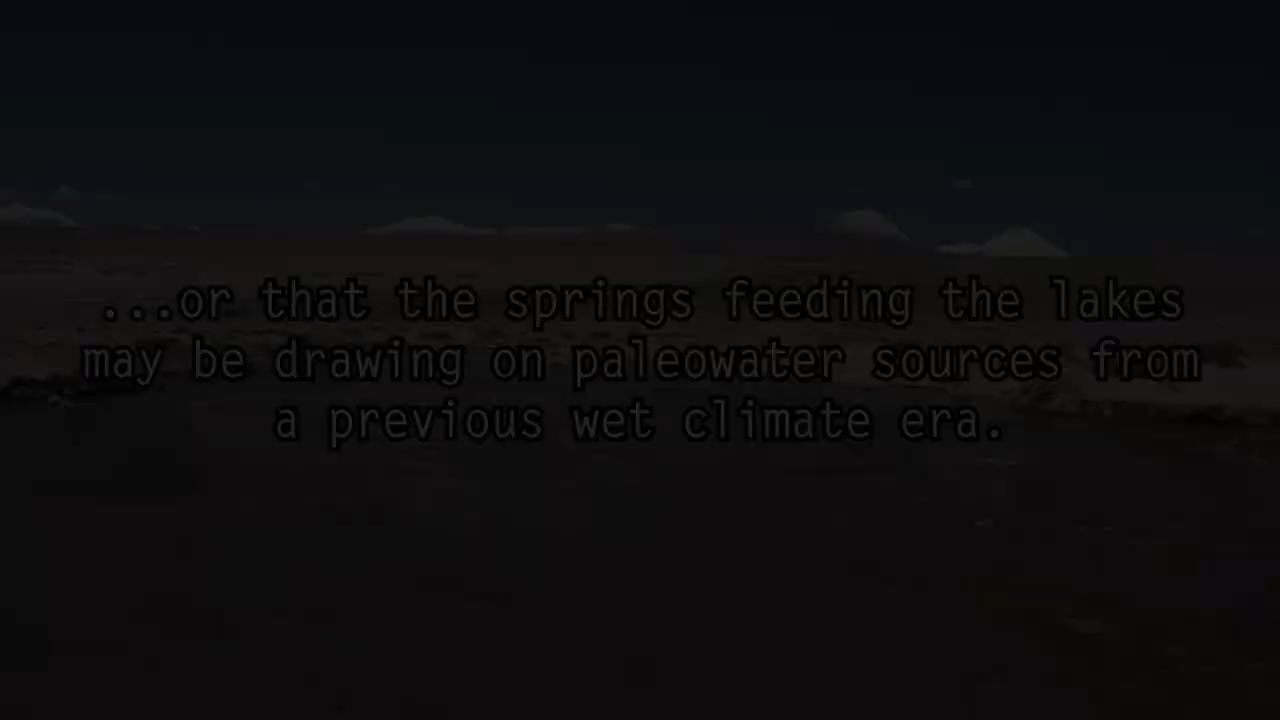 ...or that the springs feeding the lakes
may be drawing on paleowater sources from
a previous wet climate era.